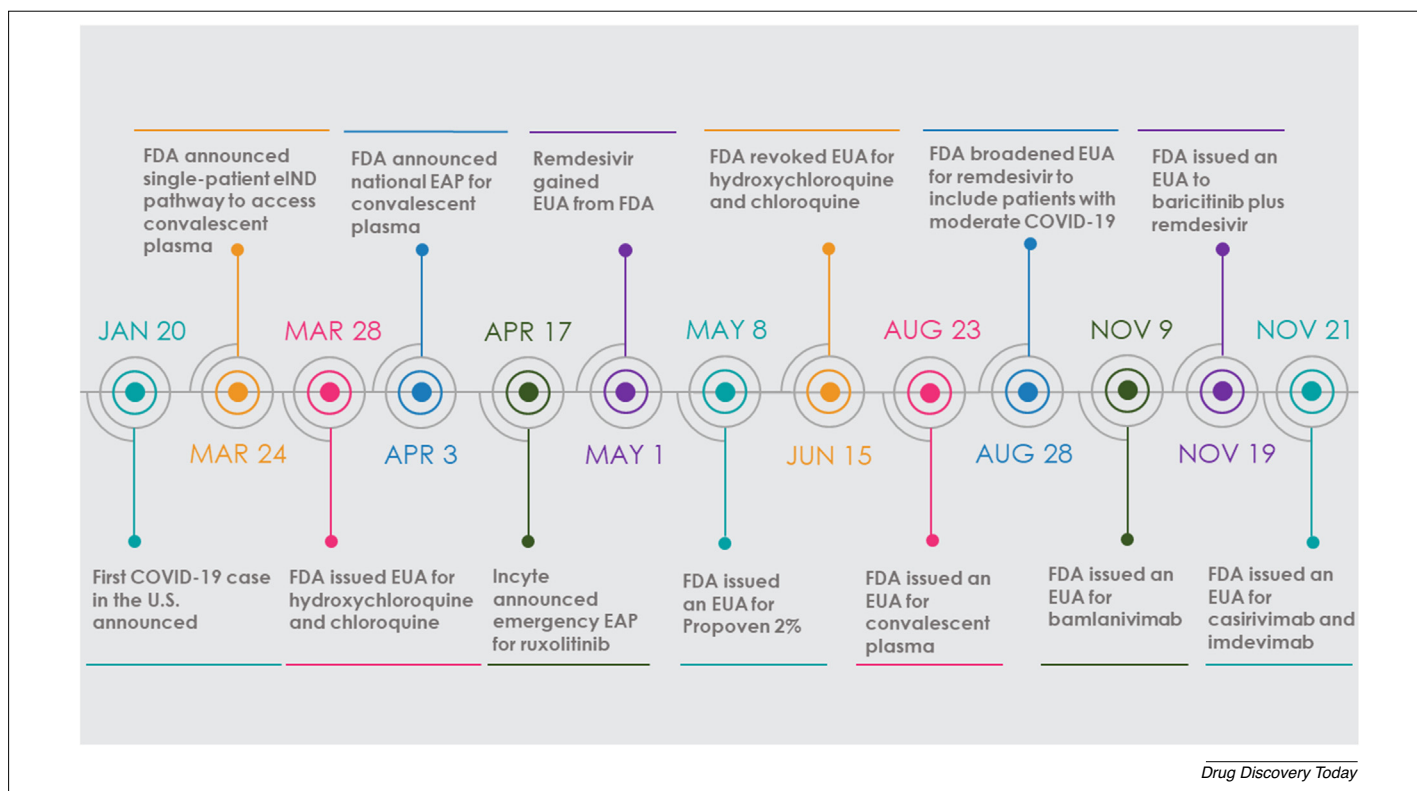 FDA announced
single-patient eIND
pathway to access
convalescent
plasma
FDA announced
national EAP for
convalescent
plasma
Remdesivir
gained
EUA from FDA
FDA revoked EUA for
hydroxychloroquine
and chloroquine
FDA broadened EUA
for remdesivir to
include patients with
moderate COVID-19
FDA issued an
EUA to
baricitinib plus
remdesivir
JAN 20
MAR 28
APR 17
MAY 8
AUG 23
NOV 9
NOV 21
MAR 24
APR 3
MAY 1
JUN 15
AUG 28
NOV 19
First COVID-19 case
in the U.S.
announced
FDA issued EUA for
hydroxychloroquine
and chloroquine
Incyte
announced
emergency EAP
for ruxolitinib
FDA issued
an EUA for
Propoven 2%
FDA issued an
EUA for
convalescent
plasma
FDA issued an
EUA for
bamlanivimab
FDA issued an
EUA for
casirivimab and
imdevimab
Drug Discovery Today